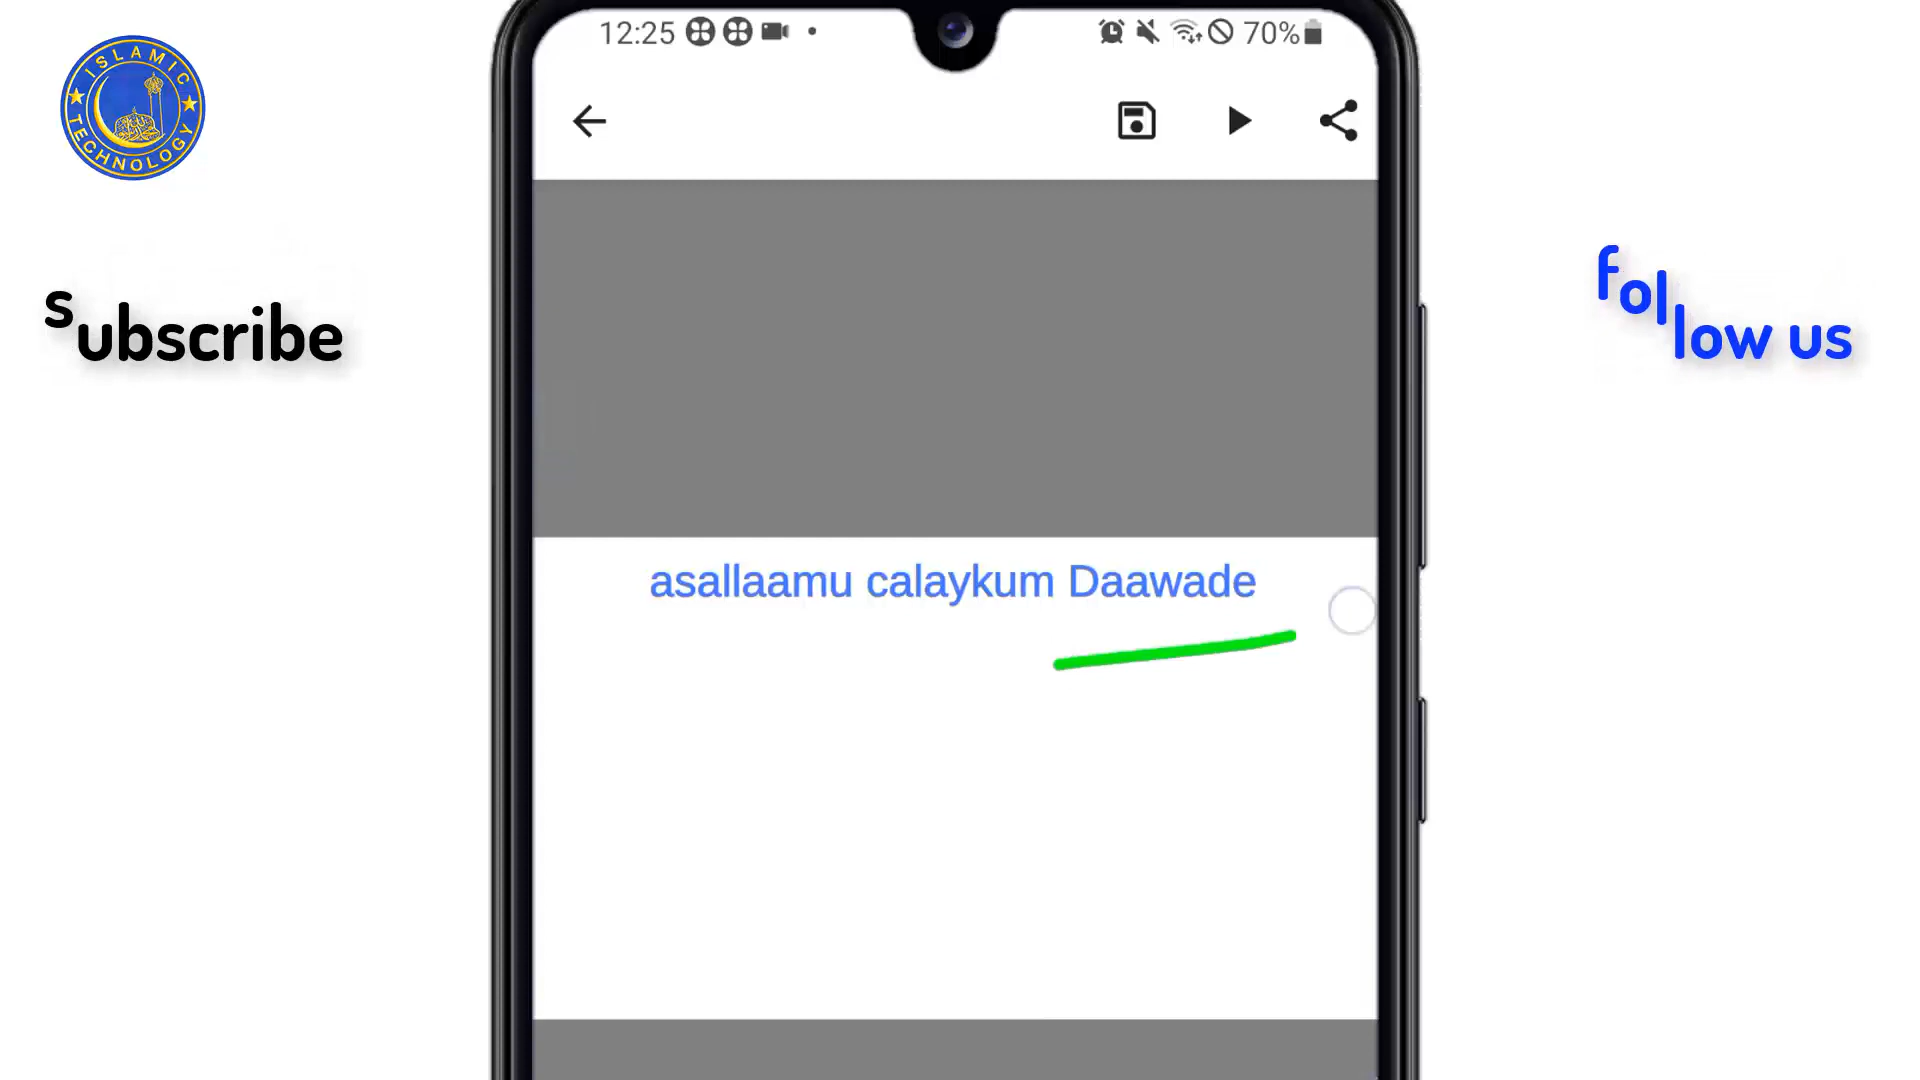 12:25
70%
ISLAMIC
TECHNOLOGY
subscribe
follow us
asallaamu calaykum Daawade